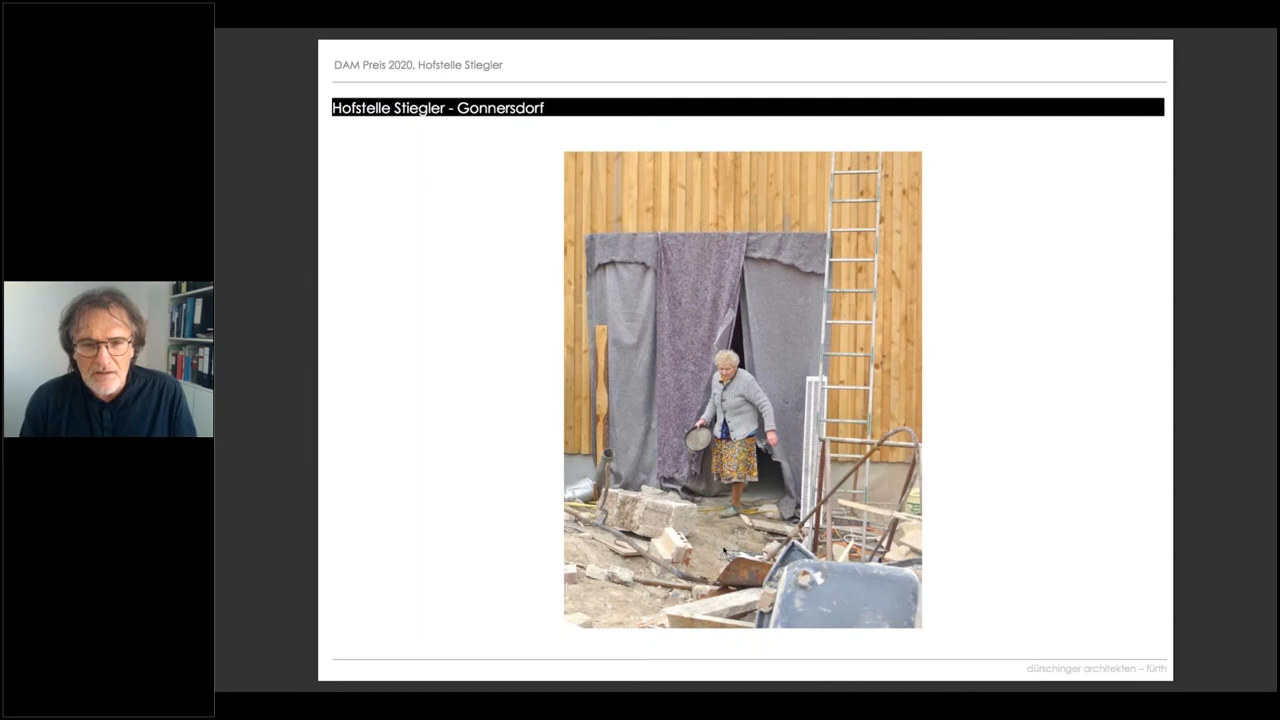 DAM Preis 2020, Hofstelle Stiegler
Hofstelle Stiegler - Gonnersdorf
dürschinger architekten – fürth